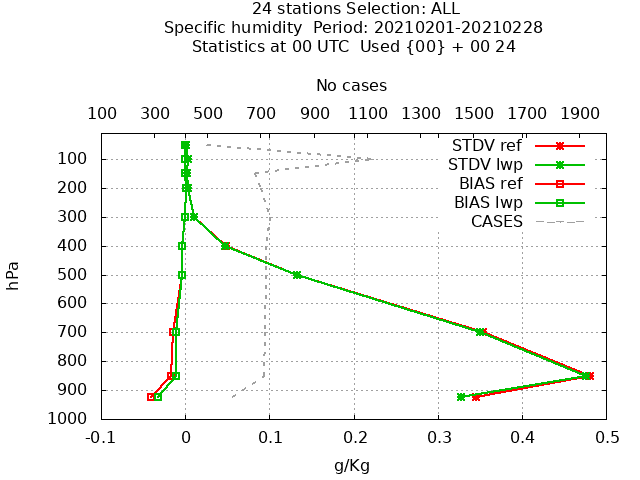 24 stations Selection: ALL
Specific humidity  Period: 20210201-20210228
Statistics at 00 UTC  Used {00} + 00 24
No cases
100 300 500 700 900 1100 1300 1500 1700 1900
STDV ref
STDV lwp
BIAS ref
BIAS lwp
CASES
hPa
100
200
300
400
500
600
700
800
900
1000
-0.1 0 0.1 0.2 0.3 0.4 0.5
g/Kg